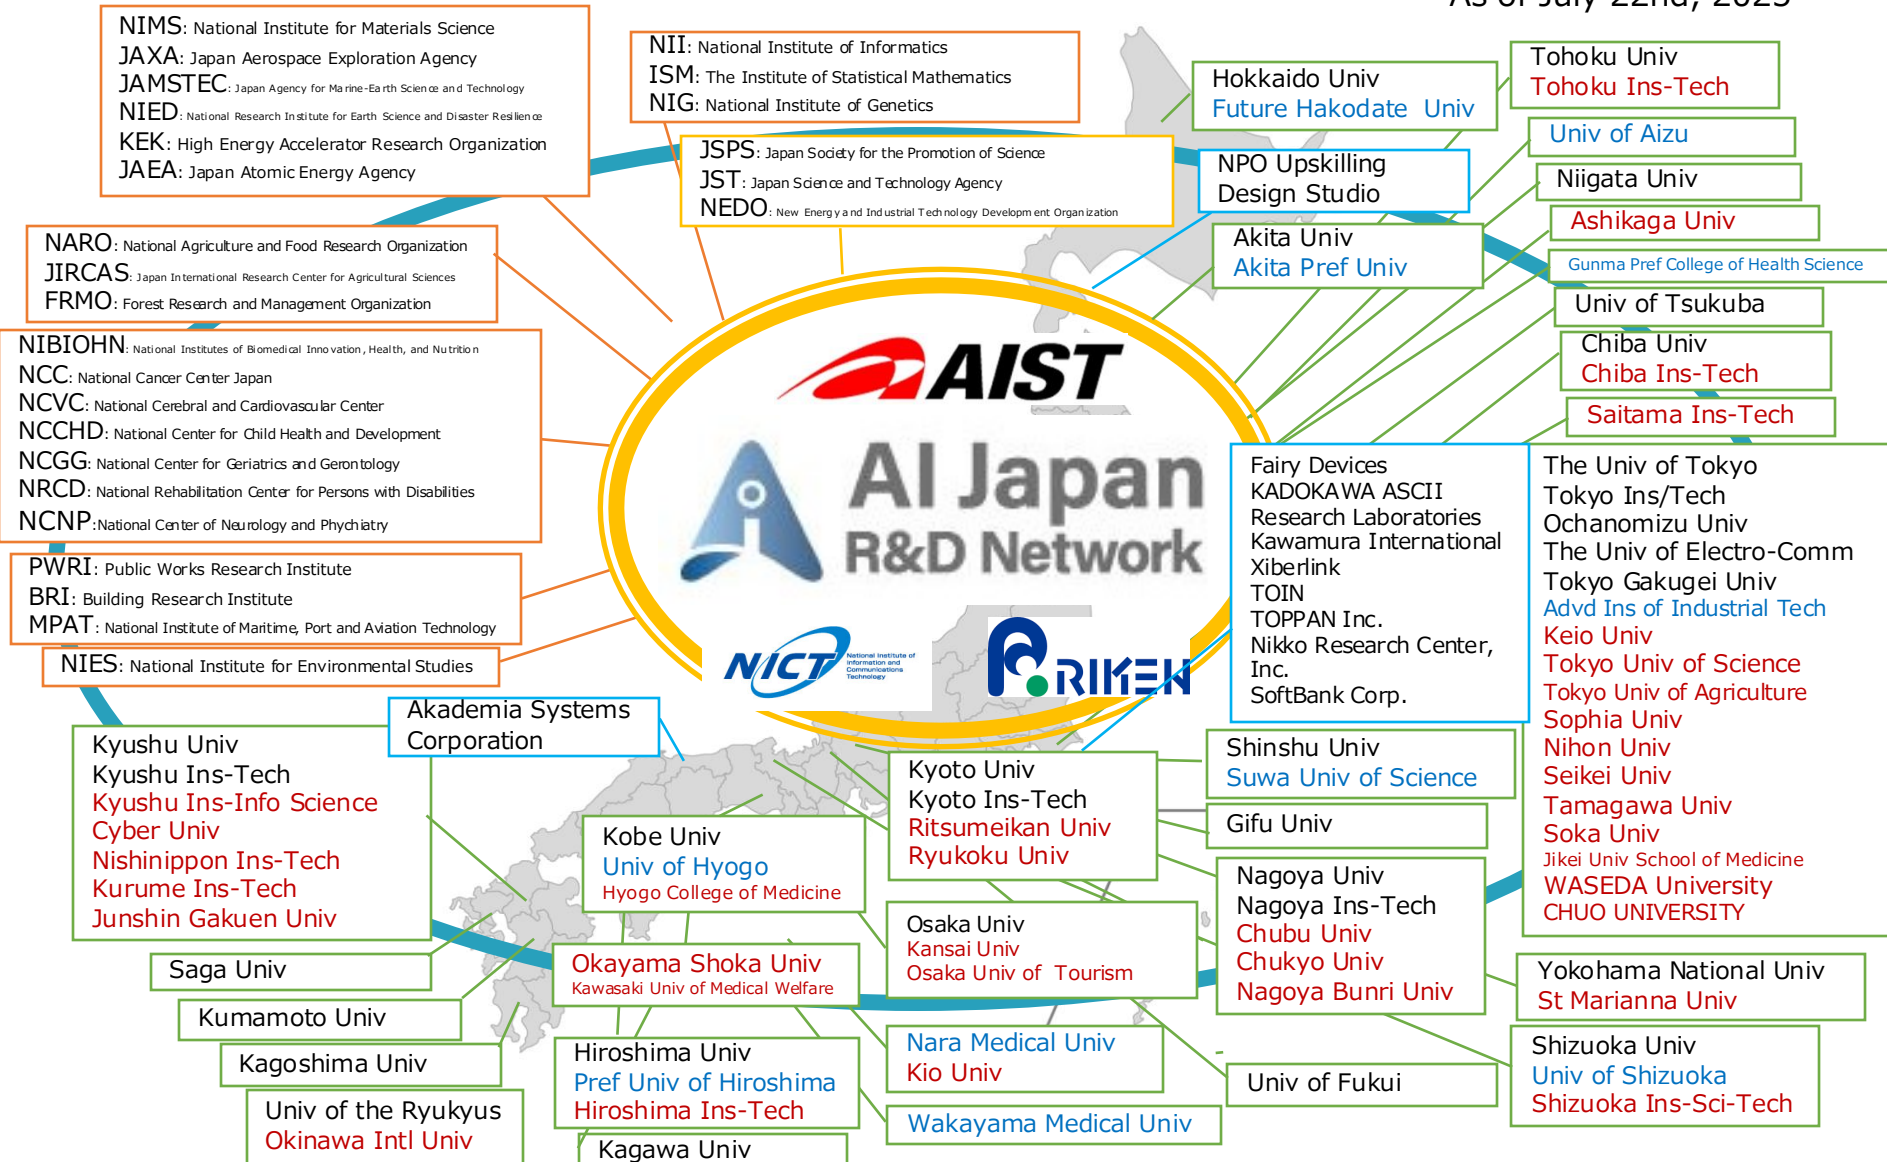 As of July 22nd, 2025
NIMS: National Institute for Materials Science
JAXA: Japan Aerospace Exploration Agency
JAMSTEC: Japan Agency for Marine-Earth Science and Technology
NIED: National Research Institute for Earth Science and Disaster Resilience
KEK: High Energy Accelerator Research Organization
JAEA: Japan Atomic Energy Agency
NII: National Institute of Informatics
ISM: The Institute of Statistical Mathematics
NIG: National Institute of Genetics
JSPS: Japan Society for the Promotion of Science
JST: Japan Science and Technology Agency
NEDO: New Energy and Industrial Technology Development Organization
Hokkaido Univ
Future Hakodate Univ
Tohoku Univ
Tohoku Ins-Tech
NPO Upskilling
Design Studio
Univ of Aizu
Niigata Univ
Akita Univ
Akita Pref Univ
Ashikaga Univ
Gunma Pref College of Health Science
Univ of Tsukuba
Chiba Univ
Chiba Ins-Tech
Saitama Ins-Tech
NARO: National Agriculture and Food Research Organization
JIRCAS: Japan International Research Center for Agricultural Sciences
FRMO: Forest Research and Management Organization
NIBIOHN: National Institutes of Biomedical Innovation, Health, and Nutrition
NCC: National Cancer Center Japan
NCVC: National Cerebral and Cardiovascular Center
NCCHD: National Center for Child Health and Development
NCGG: National Center for Geriatrics and Gerontology
NRCD: National Rehabilitation Center for Persons with Disabilities
NCNP:National Center of Neurology and Phychiatry
PWRI: Public Works Research Institute
BRI: Building Research Institute
MPAT: National Institute of Maritime, Port and Aviation Technology
NIES: National Institute for Environmental Studies
AIST
AI Japan
R&D Network
NICT
National Institute of
Information and
Communications
Technology
RIKEN
Fairy Devices
KADOKAWA ASCII
Research Laboratories
Kawamura International
Xiberlink
TOIN
TOPPAN Inc.
Nikko Research Center,
Inc.
SoftBank Corp.
The Univ of Tokyo
Tokyo Ins/Tech
Ochanomizu Univ
The Univ of Electro-Comm
Tokyo Gakugei Univ
Advd Ins of Industrial Tech
Keio Univ
Tokyo Univ of Science
Tokyo Univ of Agriculture
Sophia Univ
Nihon Univ
Seikei Univ
Tamagawa Univ
Soka Univ
Jikei Univ School of Medicine
WASEDA University
CHUO UNIVERSITY
Akademia Systems
Corporation
Kyushu Univ
Kyushu Ins-Tech
Kyushu Ins-Info Science
Cyber Univ
Nishinippon Ins-Tech
Kurume Ins-Tech
Junshin Gakuen Univ
Saga Univ
Kumamoto Univ
Kagoshima Univ
Univ of the Ryukyus
Okinawa Intl Univ
Kobe Univ
Univ of Hyogo
Hyogo College of Medicine
Okayama Shoka Univ
Kawasaki Univ of Medical Welfare
Hiroshima Univ
Pref Univ of Hiroshima
Hiroshima Ins-Tech
Kagawa Univ
Kyoto Univ
Kyoto Ins-Tech
Ritsumeikan Univ
Ryukoku Univ
Osaka Univ
Kansai Univ
Osaka Univ of Tourism
Nara Medical Univ
Kio Univ
Wakayama Medical Univ
Shinshu Univ
Suwa Univ of Science
Gifu Univ
Nagoya Univ
Nagoya Ins-Tech
Chubu Univ
Chukyo Univ
Nagoya Bunri Univ
Univ of Fukui
Yokohama National Univ
St Marianna Univ
Shizuoka Univ
Univ of Shizuoka
Shizuoka Ins-Sci-Tech